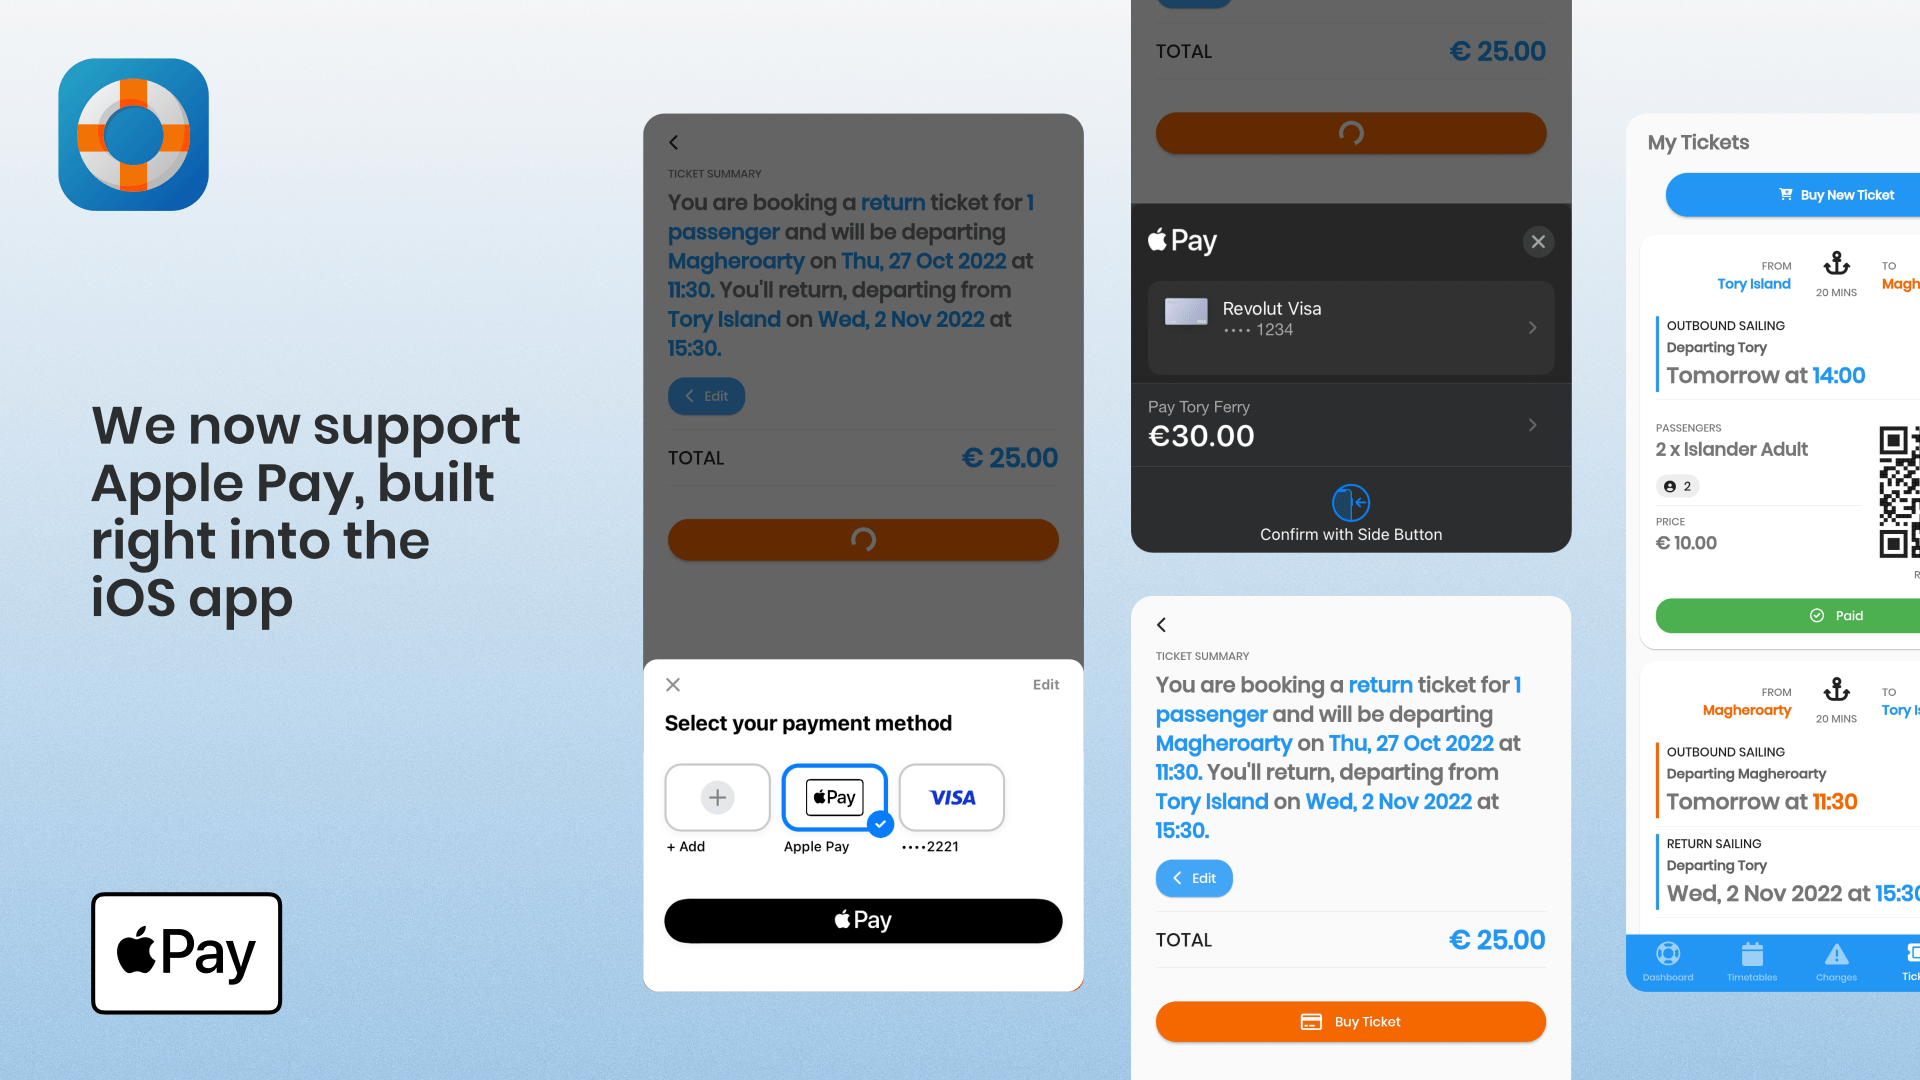 We now support
Apple Pay, built
right into the
iOS app
Pay
TICKET SUMMARY
You are booking a return ticket for 1
passenger and will be departing
Magheroarty on Thu, 27 Oct 2022 at
11:30. You'll return, departing from
Tory Island on Wed, 2 Nov 2022 at
15:30.
Edit
TOTAL
€ 25.00
Edit
Select your payment method
Pay
VISA
+ Add
Apple Pay
•••• 2221
Pay
TOTAL
€ 25.00
Pay
Revolut Visa
•••• 1234
Pay Tory Ferry
€30.00
Confirm with Side Button
TICKET SUMMARY
You are booking a return ticket for 1
passenger and will be departing
Magheroarty on Thu, 27 Oct 2022 at
11:30. You'll return, departing from
Tory Island on Wed, 2 Nov 2022 at
15:30.
Edit
TOTAL
€ 25.00
Buy Ticket
My Tickets
Buy New Ticket
FROM
Tory Island
20 MINS
TO
Magh
OUTBOUND SAILING
Departing Tory
Tomorrow at 14:00
PASSENGERS
2 x Islander Adult
2
PRICE
€ 10.00
R
Paid
FROM
Magheroarty
20 MINS
TO
Tory Is
OUTBOUND SAILING
Departing Magheroarty
Tomorrow at 11:30
RETURN SAILING
Departing Tory
Wed, 2 Nov 2022 at 15:30
Dashboard
Timetables
Changes
Tick